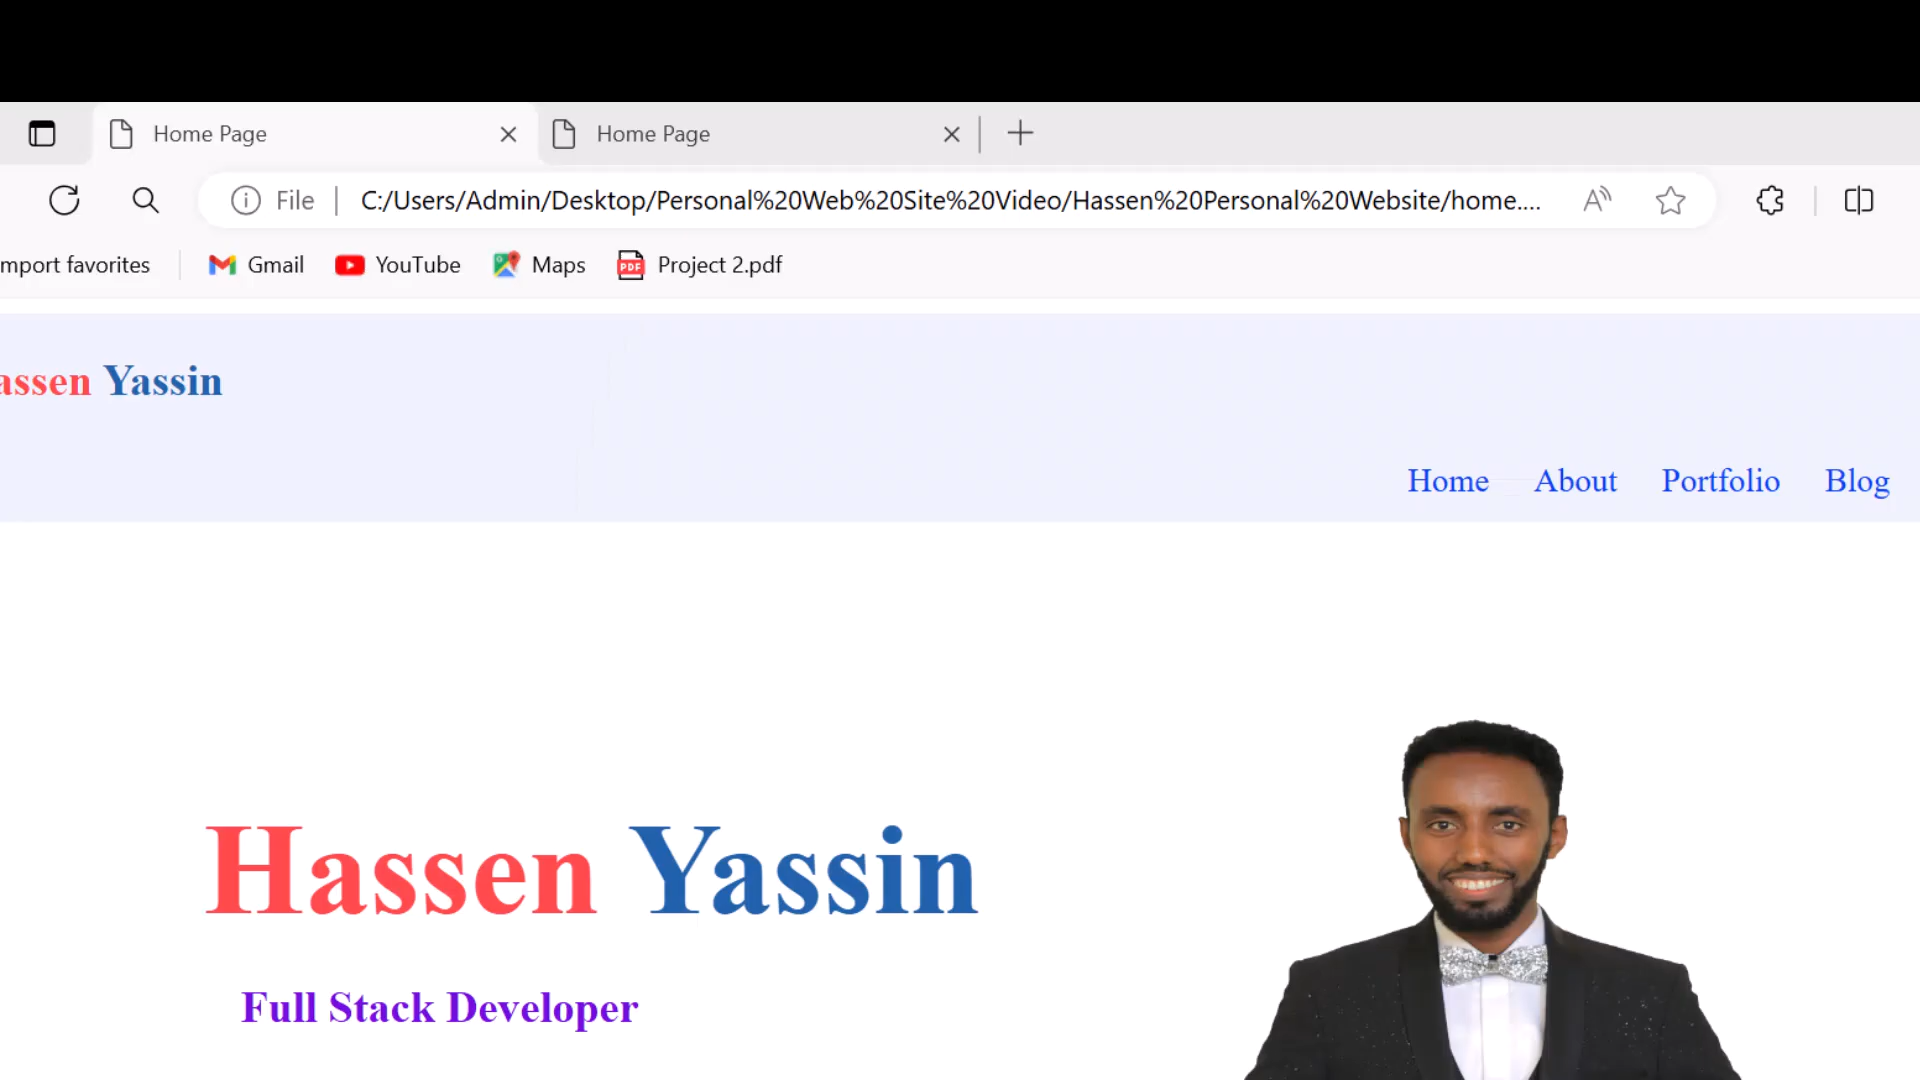 Home Page Home Page
File C:/Users/Admin/Desktop/Personal%20Web%20Site%20Video/Hassen%20Personal%20Website/home....
mport favorites Gmail YouTube Maps PDF Project 2.pdf
assen Yassin
Home About Portfolio Blog
Hassen Yassin
Full Stack Developer